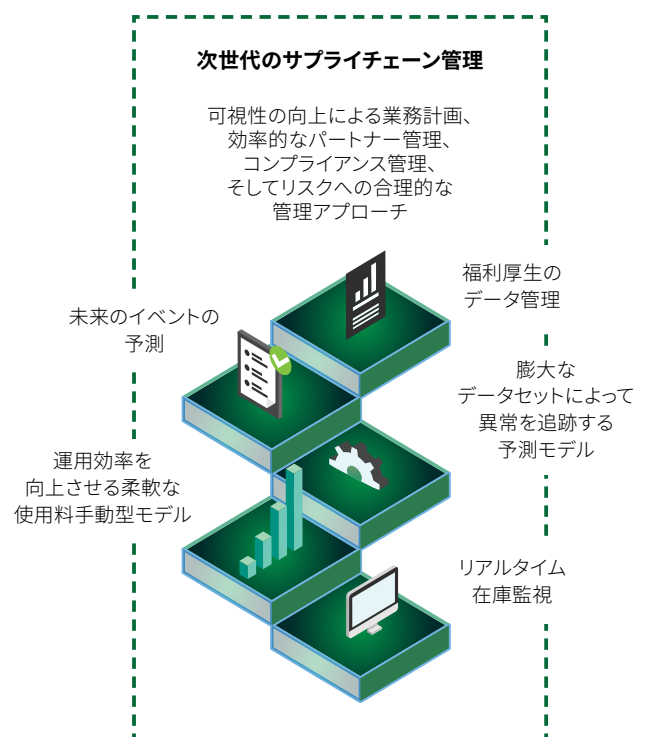 次世代のサプライチェーン管理
可視性の向上による業務計画、
効率的なパートナー管理、
コンプライアンス管理、
そしてリスクへの合理的な
管理アプローチ
福利厚生の
データ管理
未来のイベントの
予測
膨大な
データセットによって
異常を追跡する
予測モデル
運用効率を
向上させる柔軟な
使用料手動型モデル
リアルタイム
在庫監視